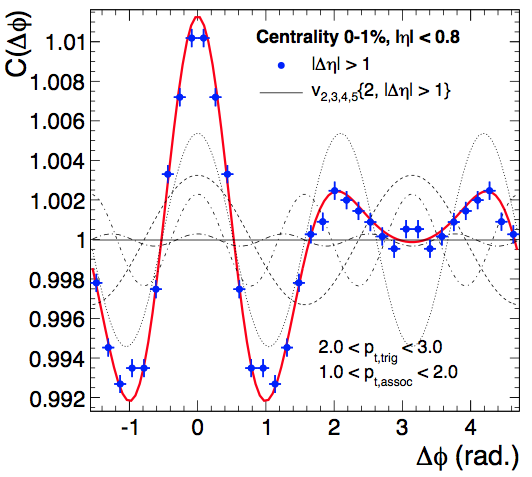 Centrality 0-1%, |η| < 0.8
|Δη| > 1
v2,3,4,5{2, |Δη| > 1}
C(Δϕ)
1.01
1.008
1.006
1.004
1.002
1
0.998
0.996
0.994
0.992
2.0 < pt,trig < 3.0
1.0 < pt,assoc < 2.0
-1 0 1 2 3 4
Δϕ (rad.)